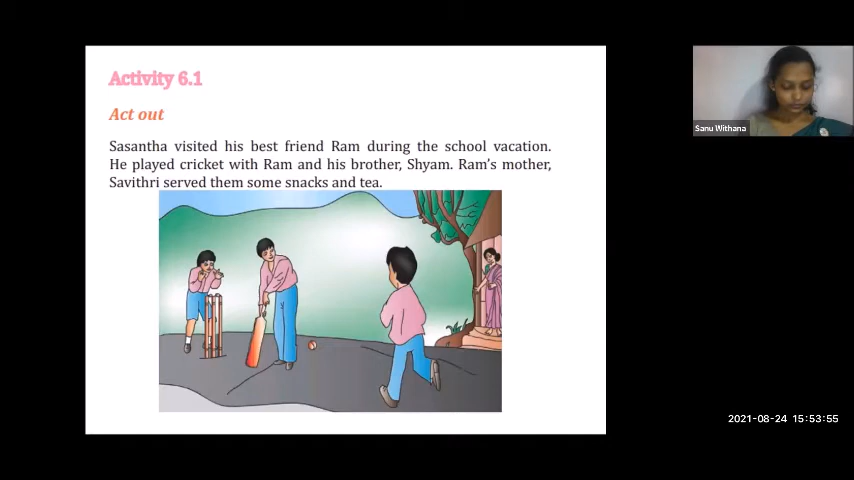 Activity 6.1
Act out
Sasantha visited his best friend Ram during the school vacation.
He played cricket with Ram and his brother, Shyam. Ram's mother,
Savithri served them some snacks and tea.
Sanu Withana
2021-08-24 15:53:55